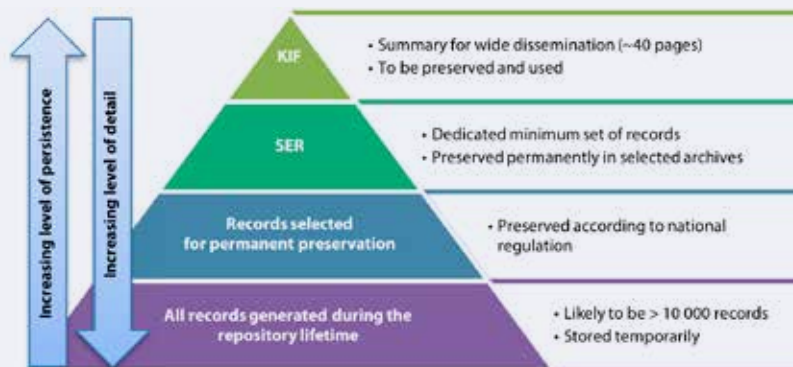 Increasing level of persistence
Increasing level of detail
KIF
• Summary for wide dissemination (~40 pages)
• To be preserved and used
SER
• Dedicated minimum set of records
• Preserved permanently in selected archives
Records selected
for permanent preservation
• Preserved according to national
regulation
All records generated during the
repository lifetime
• Likely to be > 10 000 records
• Stored temporarily